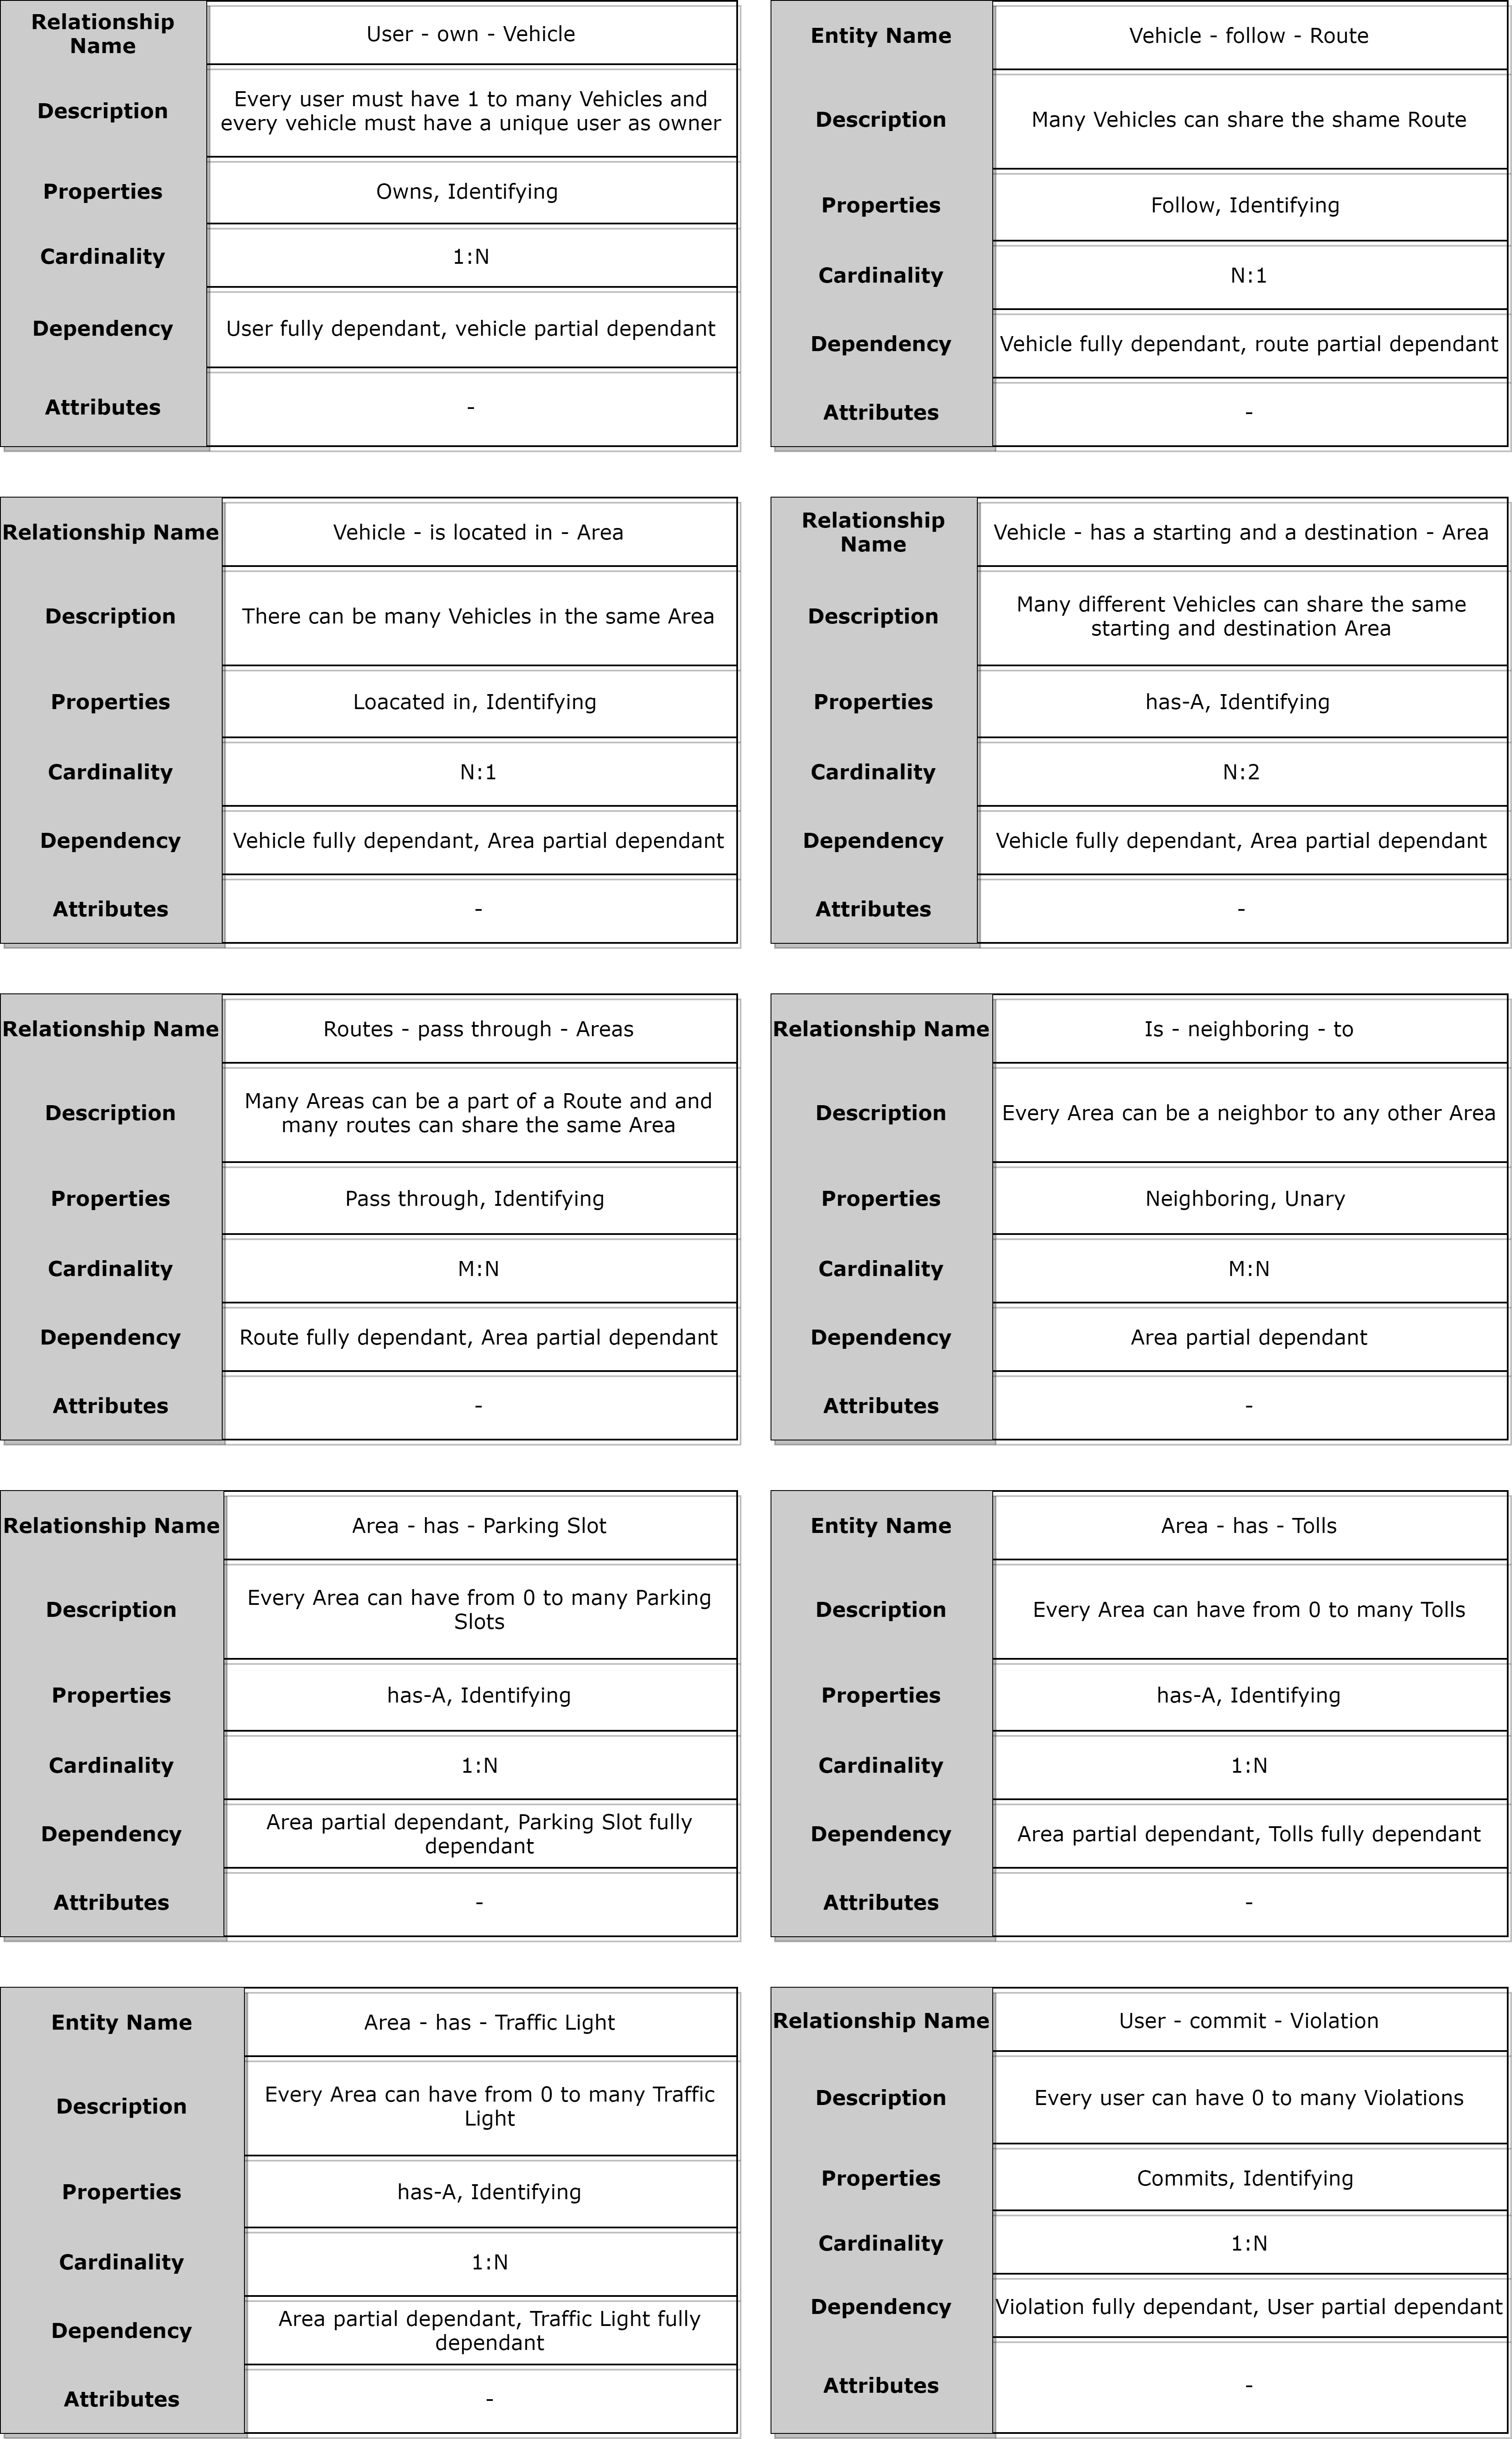 Relationship
Name
User - own - Vehicle
Description
Every user must have 1 to many Vehicles and
every vehicle must have a unique user as owner
Properties
Owns, Identifying
Cardinality
1:N
Dependency
User fully dependant, vehicle partial dependant
Attributes
-
Entity Name
Vehicle - follow - Route
Description
Many Vehicles can share the shame Route
Properties
Follow, Identifying
Cardinality
N:1
Dependency
Vehicle fully dependant, route partial dependant
Attributes
-
Relationship Name
Vehicle - is located in - Area
Description
There can be many Vehicles in the same Area
Properties
Loacated in, Identifying
Cardinality
N:1
Dependency
Vehicle fully dependant, Area partial dependant
Attributes
-
Relationship
Name
Vehicle - has a starting and a destination - Area
Description
Many different Vehicles can share the same
starting and destination Area
Properties
has-A, Identifying
Cardinality
N:2
Dependency
Vehicle fully dependant, Area partial dependant
Attributes
-
Relationship Name
Routes - pass through - Areas
Description
Many Areas can be a part of a Route and and
many routes can share the same Area
Properties
Pass through, Identifying
Cardinality
M:N
Dependency
Route fully dependant, Area partial dependant
Attributes
-
Relationship Name
Is - neighboring - to
Description
Every Area can be a neighbor to any other Area
Properties
Neighboring, Unary
Cardinality
M:N
Dependency
Area partial dependant
Attributes
-
Relationship Name
Area - has - Parking Slot
Description
Every Area can have from 0 to many Parking
Slots
Properties
has-A, Identifying
Cardinality
1:N
Dependency
Area partial dependant, Parking Slot fully
dependant
Attributes
-
Entity Name
Area - has - Tolls
Description
Every Area can have from 0 to many Tolls
Properties
has-A, Identifying
Cardinality
1:N
Dependency
Area partial dependant, Tolls fully dependant
Attributes
-
Entity Name
Area - has - Traffic Light
Description
Every Area can have from 0 to many Traffic
Light
Properties
has-A, Identifying
Cardinality
1:N
Dependency
Area partial dependant, Traffic Light fully
dependant
Attributes
-
Relationship Name
User - commit - Violation
Description
Every user can have 0 to many Violations
Properties
Commits, Identifying
Cardinality
1:N
Dependency
Violation fully dependant, User partial dependant
Attributes
-